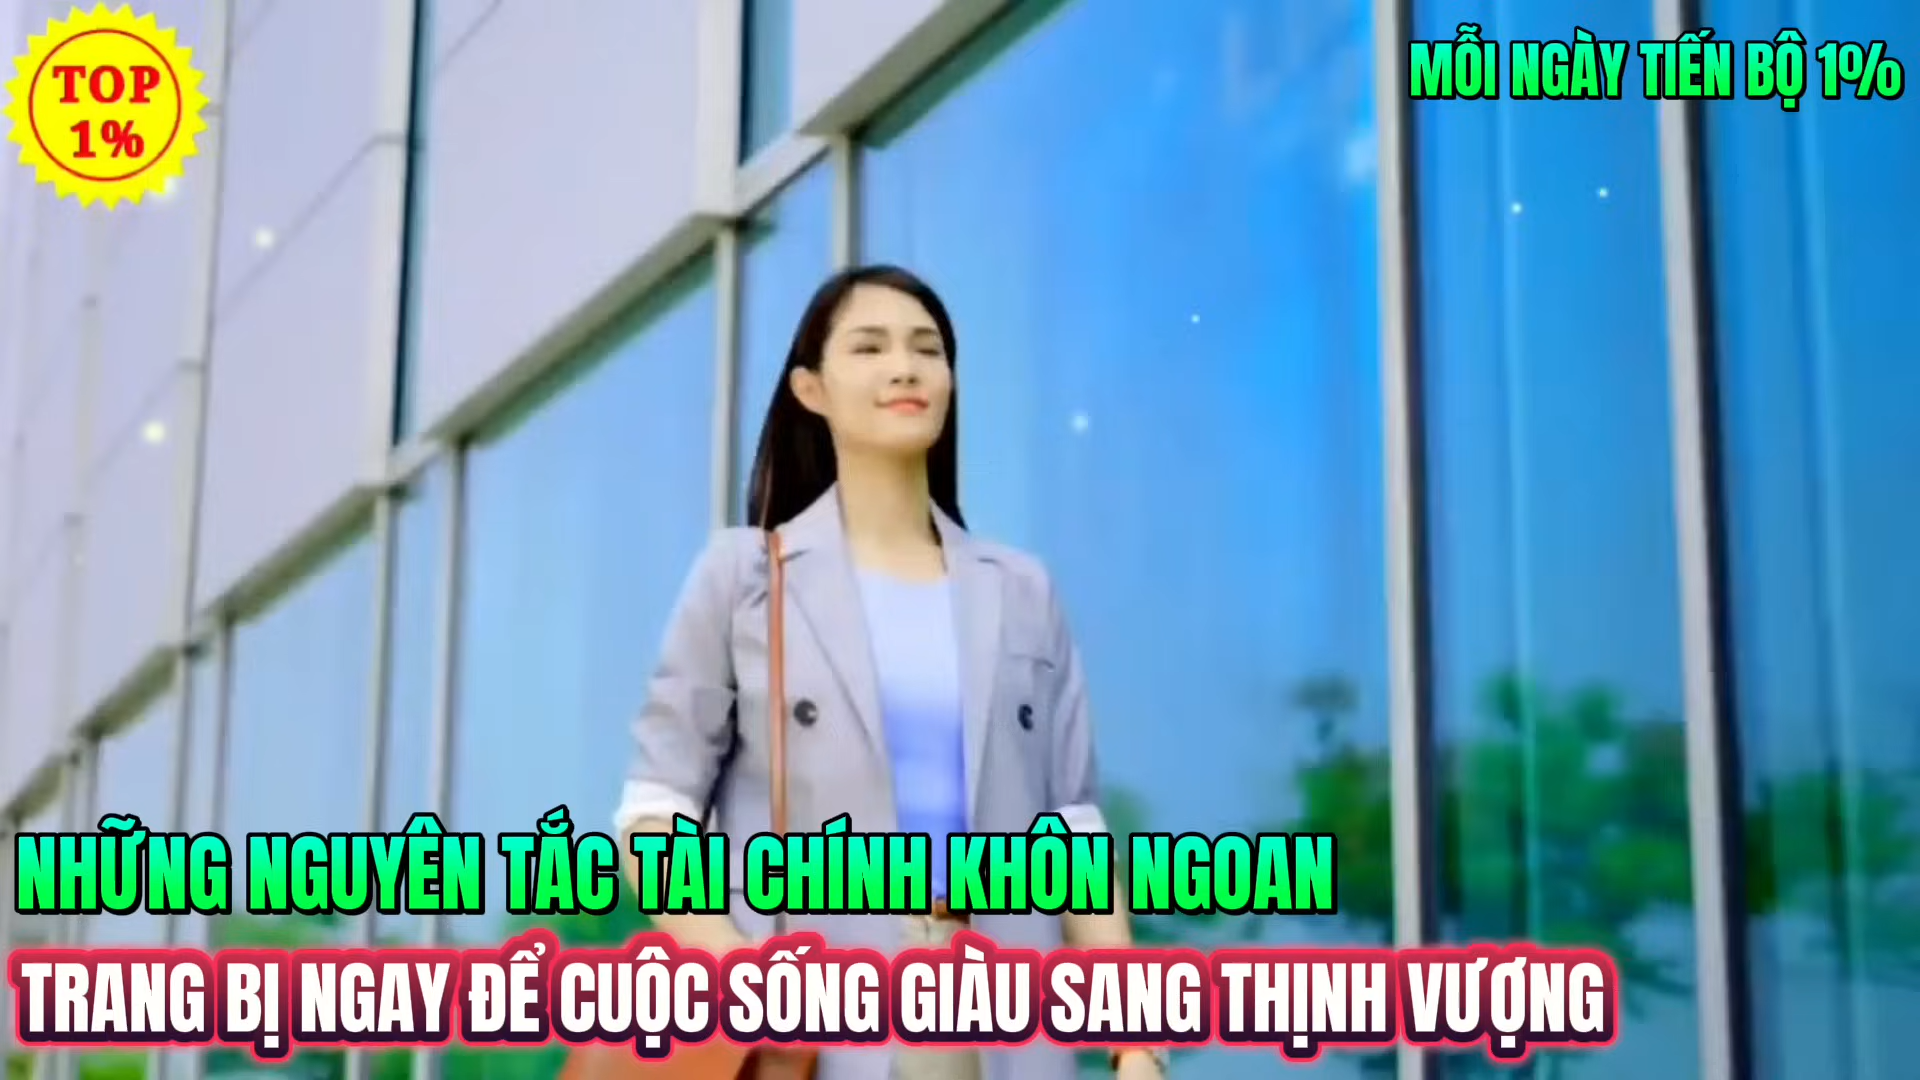 TOP
1%
MỖI NGÀY TIẾN BỘ 1%
NHỮNG NGUYÊN TẮC TÀI CHÍNH KHÔN NGOAN
TRANG BỊ NGAY ĐỂ CUỘC SỐNG GIÀU SANG THỊNH VƯỢNG